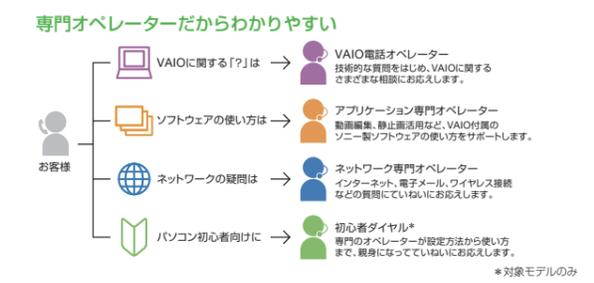 専門オペレーターだからわかりやすい
お客様
VAIOに関する「?」は
VAIO電話オペレーター
技術的な質問をはじめ、VAIOに関する
さまざまな相談にお応えします。
ソフトウェアの使い方は
アプリケーション専門オペレーター
動画編集、静止画活用など、VAIO付属の
ソニー製ソフトウェアの使い方をサポートします。
ネットワークの疑問は
ネットワーク専門オペレーター
インターネット、電子メール、ワイヤレス接続
などの質問にていねいにお応えします。
パソコン初心者向けに
初心者ダイヤル*
専門のオペレーターが設定方法から使い方
まで、親身になってていねいにお応えします。
*対象モデルのみ